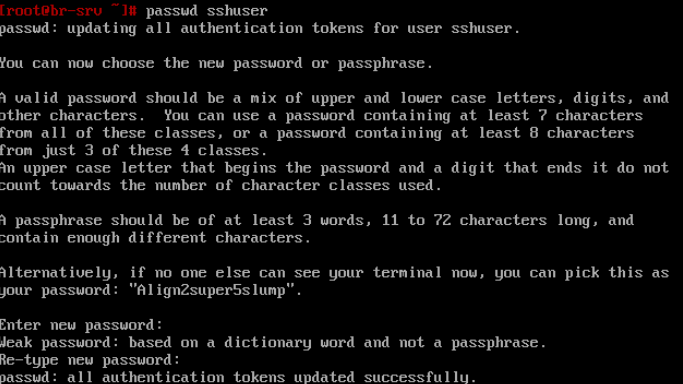 [root@br-srv ~]# passwd sshuser
passwd: updating all authentication tokens for user sshuser.
You can now choose the new password or passphrase.
A valid password should be a mix of upper and lower case letters, digits, and
other characters.  You can use a password containing at least 7 characters
from all of these classes, or a password containing at least 8 characters
from just 3 of these 4 classes.
An upper case letter that begins the password and a digit that ends it do not
count towards the number of character classes used.
A passphrase should be of at least 3 words, 11 to 72 characters long, and
contain enough different characters.
Alternatively, if no one else can see your terminal now, you can pick this as
your password: "Align2super5slump".
Enter new password:
Weak password: based on a dictionary word and not a passphrase.
Re-type new password:
passwd: all authentication tokens updated successfully.